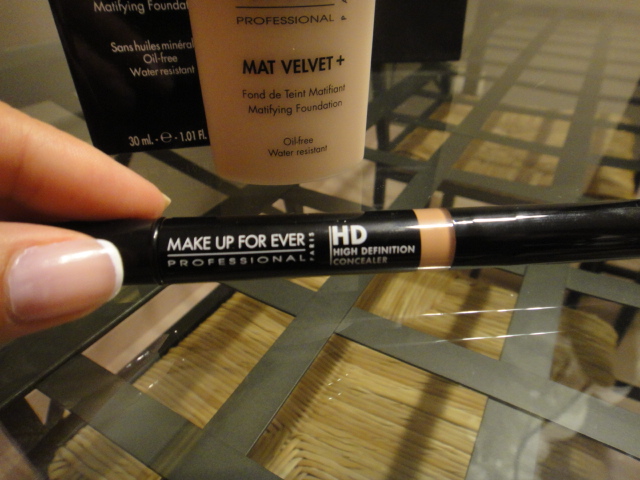 Matifying Foundat
Sans huiles minéral
Oil-free
Water resistant
30 ml. - e - 1.01 Fl.
PROFESSIONAL
MAT VELVET +
Fond de Teint Matifiant
Matifying Foundation
Oil-free
Water resistant
MAKE UP FOR EVER
PROFESSIONAL
PARIS
HD
HIGH DEFINITION
CONCEALER